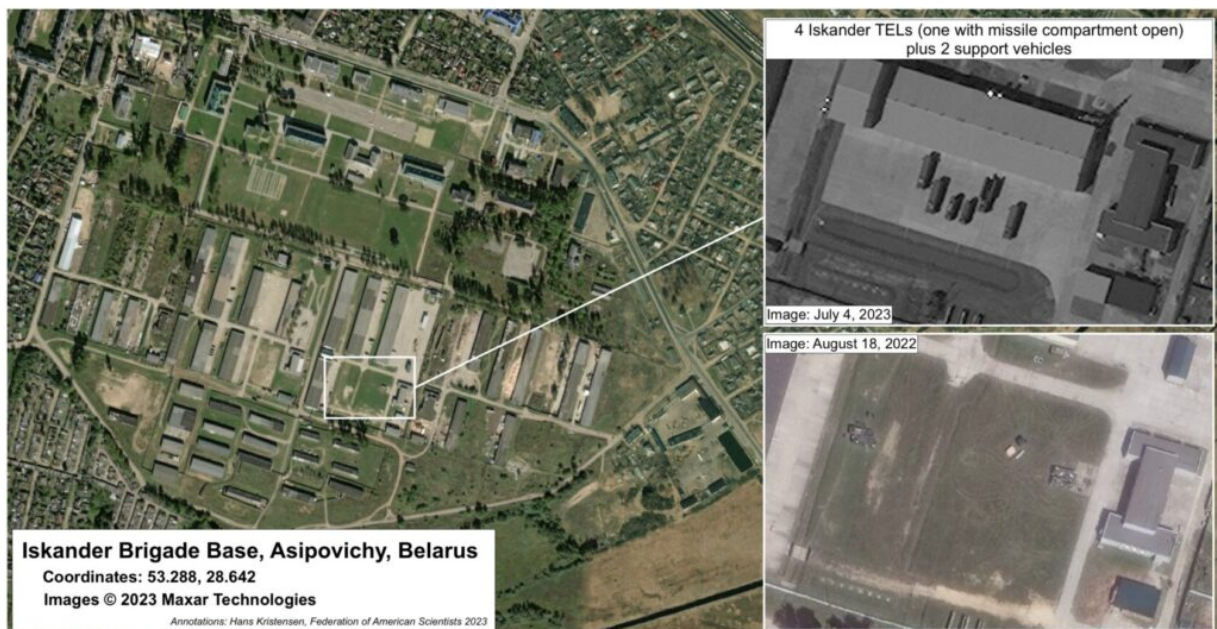 4 Iskander TELs (one with missile compartment open)
plus 2 support vehicles
Image: July 4, 2023
Image: August 18, 2022
Iskander Brigade Base, Asipovichy, Belarus
Coordinates: 53.288, 28.642
Images © 2023 Maxar Technologies
Annotations: Hans Kristensen, Federation of American Scientists 2023